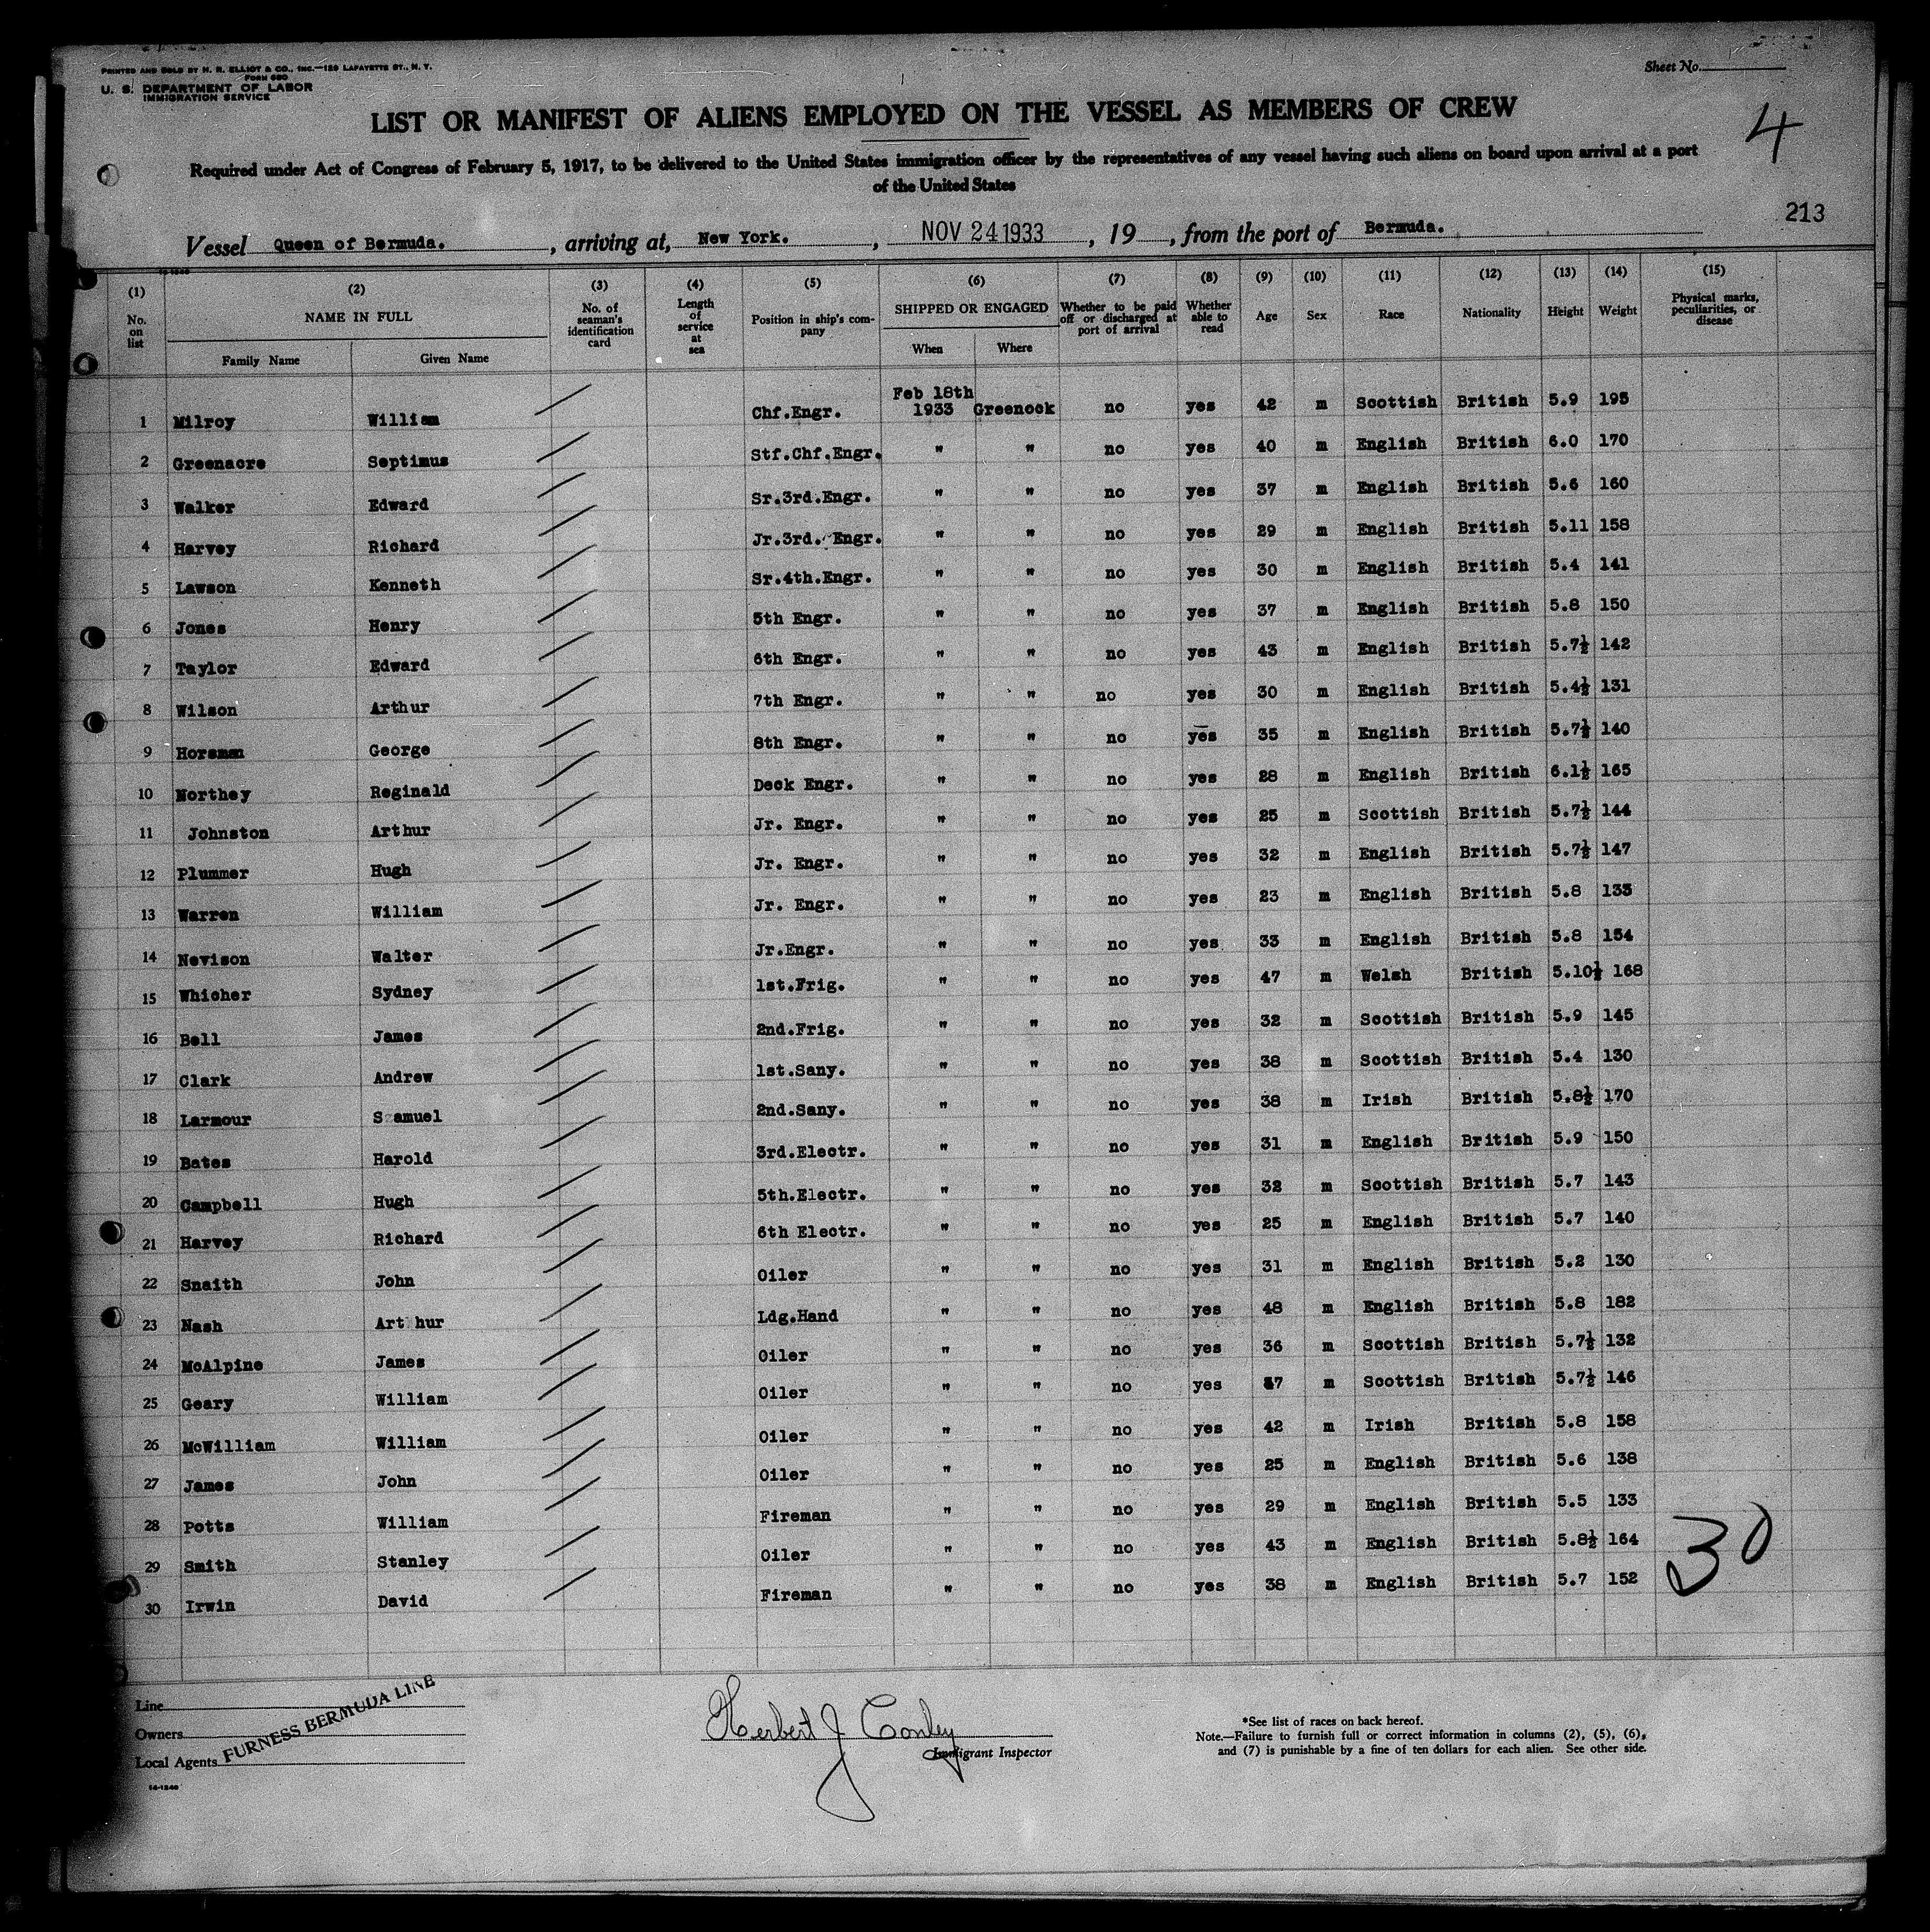 PRINTED AND SOLD BY H. R. ELLIOT & CO., INC.—129 LAFAYETTE ST., N. Y.
FORM 680
U. S. DEPARTMENT OF LABOR
IMMIGRATION SERVICE
Sheet No.
LIST OR MANIFEST OF ALIENS EMPLOYED ON THE VESSEL AS MEMBERS OF CREW
4
Required under Act of Congress of February 5, 1917, to be delivered to the United States immigration officer by the representatives of any vessel having such aliens on board upon arrival at a port
of the United States
213
Vessel Queen of Bermuda. , arriving at, New York. , NOV 24 1933 , 19 , from the port of Bermuda.
(1) No. on list
(2) NAME IN FULL Family Name Given Name
(3) No. of seaman's identification card
(4) Length of service at sea
(5) Position in ship's company
(6) SHIPPED OR ENGAGED When Where
(7) Whether to be paid off or discharged at port of arrival
(8) Whether able to read
(9) Age
(10) Sex
(11) Race
(12) Nationality
(13) Height
(14) Weight
(15) Physical marks, peculiarities, or disease
1 Milroy William Chf.Engr. Feb 18th 1933 Greenock no yes 42 m Scottish British 5.9 195
2 Greenacre Septimus Stf.Chf.Engr. " " no yes 40 m English British 6.0 170
3 Walker Edward Sr.3rd.Engr. " " no yes 37 m English British 5.6 160
4 Harvey Richard Jr.3rd. Engr. " " no yes 29 m English British 5.11 158
5 Lawson Kenneth Sr.4th.Engr. " " no yes 30 m English British 5.4 141
6 Jones Henry 5th Engr. " " no yes 37 m English British 5.8 150
7 Taylor Edward 6th Engr. " " no yes 43 m English British 5.7½ 142
8 Wilson Arthur 7th Engr. " " no yes 30 m English British 5.4½ 131
9 Horsman George 8th Engr. " " no yes 35 m English British 5.7½ 140
10 Northey Reginald Deck Engr. " " no yes 28 m English British 6.1½ 165
11 Johnston Arthur Jr. Engr. " " no yes 25 m Scottish British 5.7½ 144
12 Plummer Hugh Jr. Engr. " " no yes 32 m English British 5.7½ 147
13 Warren William Jr. Engr. " " no yes 23 m English British 5.8 133
14 Nevison Walter Jr.Engr. " " no yes 33 m English British 5.8 154
15 Whicher Sydney 1st.Frig. " " no yes 47 m Welsh British 5.10½ 168
16 Bell James 2nd.Frig. " " no yes 32 m Scottish British 5.9 145
17 Clark Andrew 1st.Sany. " " no yes 38 m Scottish British 5.4 130
18 Larmour Samuel 2nd.Sany. " " no yes 38 m Irish British 5.8½ 170
19 Bates Harold 3rd.Electr. " " no yes 31 m English British 5.9 150
20 Campbell Hugh 5th.Electr. " " no yes 32 m Scottish British 5.7 143
21 Harvey Richard 6th Electr. " " no yes 25 m English British 5.7 140
22 Snaith John Oiler " " no yes 31 m English British 5.2 130
23 Nash Arthur Ldg.Hand " " no yes 48 m English British 5.8 182
24 McAlpine James Oiler " " no yes 36 m Scottish British 5.7½ 132
25 Geary William Oiler " " no yes m Scottish British 5.7½ 146
26 McWilliam William Oiler " " no yes 42 m Irish British 5.8 158
27 James John Oiler " " no yes 25 m English British 5.6 138
28 Potts William Fireman " " no yes 29 m English British 5.5 133
29 Smith Stanley Oiler " " no yes 43 m English British 5.8½ 164
30 Irwin David Fireman " " no yes 38 m English British 5.7 152
30
Line
Owners
Local Agents
FURNESS BERMUDA LINE
Herbert J Conley
Immigrant Inspector
*See list of races on back hereof.
Note.—Failure to furnish full or correct information in columns (2), (5), (6),
and (7) is punishable by a fine of ten dollars for each alien. See other side.
14-1240